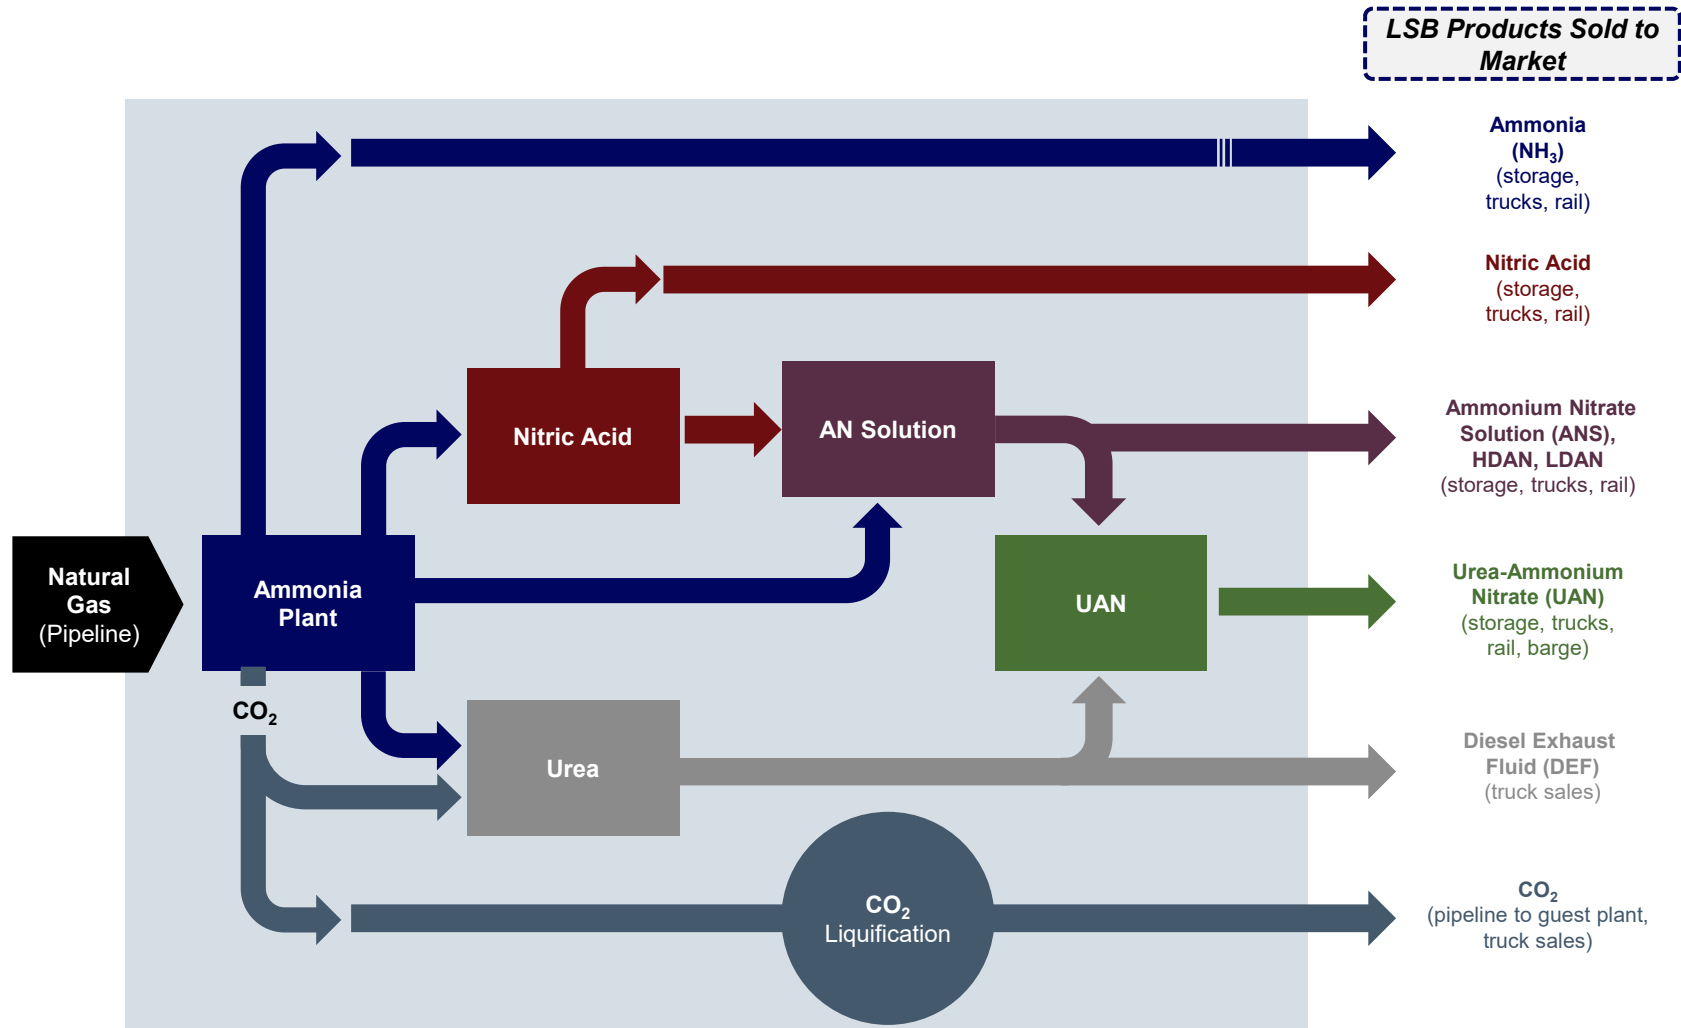 LSB Products Sold to
Market
Ammonia
(NH₃)
(storage,
trucks, rail)
Nitric Acid
(storage,
trucks, rail)
Nitric Acid
AN Solution
Ammonium Nitrate
Solution (ANS),
HDAN, LDAN
(storage, trucks, rail)
Natural
Gas
(Pipeline)
Ammonia
Plant
UAN
Urea-Ammonium
Nitrate (UAN)
(storage, trucks,
rail, barge)
CO₂
Urea
Diesel Exhaust
Fluid (DEF)
(truck sales)
CO₂
Liquification
CO₂
(pipeline to guest plant,
truck sales)